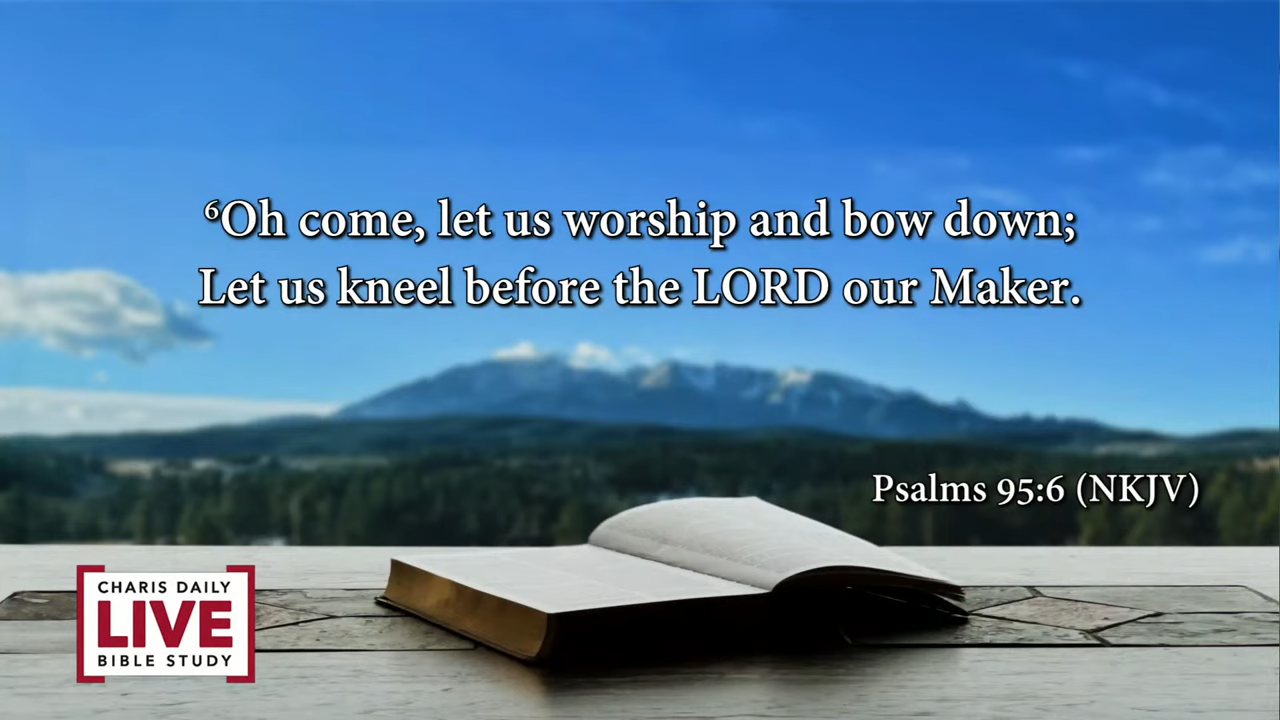 ⁶Oh come, let us worship and bow down;
Let us kneel before the LORD our Maker.
Psalms 95:6 (NKJV)
CHARIS DAILY
LIVE
BIBLE STUDY